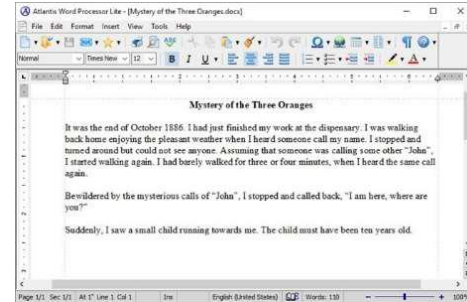 Atlantis Word Processor Lite - [Mystery of the Three Oranges.docx]
File Edit Format Insert View Tools Help
Normal Times New 12 B I U
Mystery of the Three Oranges
It was the end of October 1886. I had just finished my work at the dispensary. I was walking
back home enjoying the pleasant weather when I heard someone call my name. I stopped and
turned around but could not see anyone. Assuming that someone was calling some other "John",
I started walking again. I had barely walked for three or four minutes, when I heard the same call
again.
Bewildered by the mysterious calls of "John", I stopped and called back, "I am here, where are
you?"
Suddenly, I saw a small child running towards me. The child must have been ten years old.
Page 1/1 Sec 1/1 At 1" Line 1 Col 1 Ins English (United States) Words: 110 100%